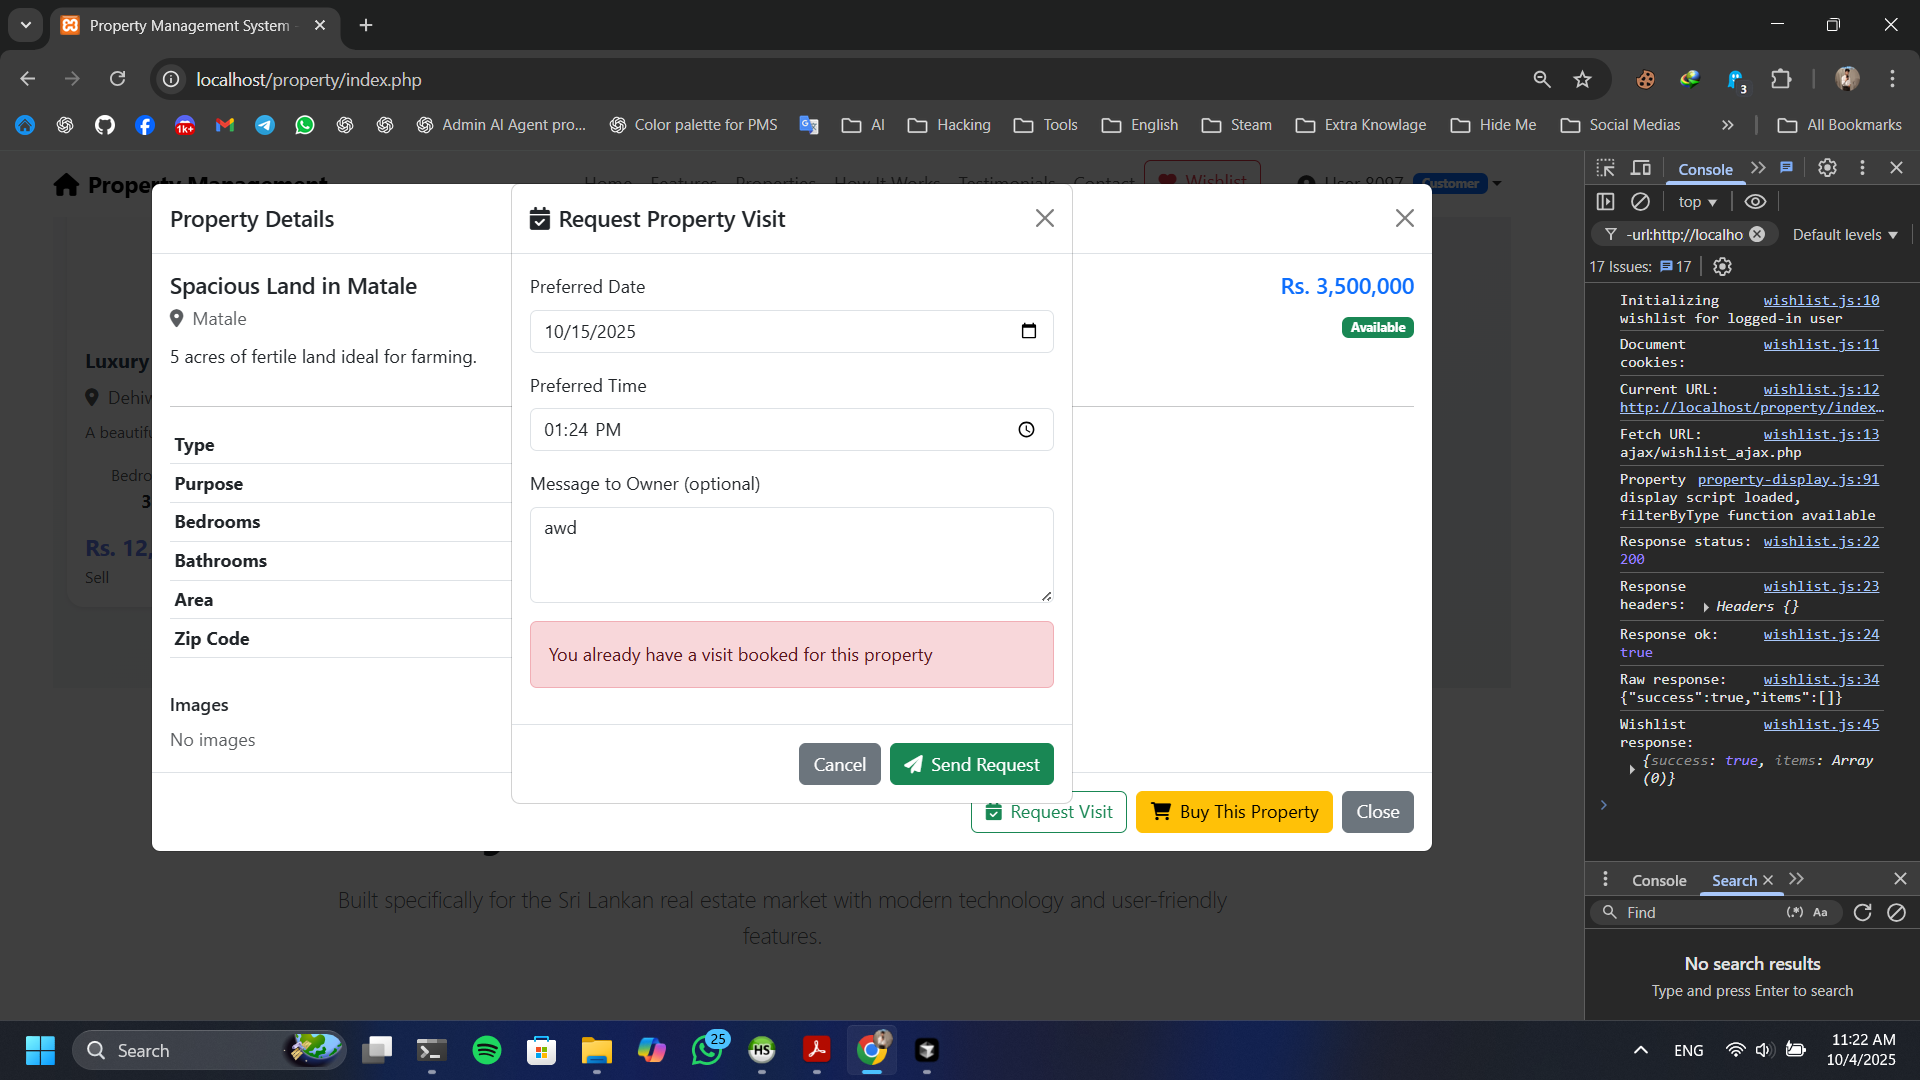 Property Management System -
localhost/property/index.php
3
1k+
Admin AI Agent pro...
Color palette for PMS
AI
Hacking
Tools
English
Steam
Extra Knowlage
Hide Me
Social Medias
All Bookmarks
Property Management
Home
Features
Properties
How It Works
Testimonials
Contact
Wishlist
User 8097
Customer
Luxury
A beautifu
Bedro
3
Rs. 12,
Sell
Property Details
Spacious Land in Matale
Matale
5 acres of fertile land ideal for farming.
Rs. 3,500,000
Available
Type
Purpose
Bedrooms
Bathrooms
Area
Zip Code
Images
No images
Request Visit
Buy This Property
Close
Request Property Visit
Preferred Date
10/15/2025
Preferred Time
01:24 PM
Message to Owner (optional)
awd
You already have a visit booked for this property
Cancel
Send Request
Built specifically for the Sri Lankan real estate market with modern technology and user-friendly
features.
Console
top
-url:http://localho
Default levels
17 Issues: 17
Initializing wishlist.js:10
wishlist for logged-in user
Document wishlist.js:11
cookies:
Current URL: wishlist.js:12
http://localhost/property/index…
Fetch URL: wishlist.js:13
ajax/wishlist_ajax.php
Property property-display.js:91
display script loaded,
filterByType function available
Response status: wishlist.js:22
200
Response wishlist.js:23
headers: Headers {}
Response ok: wishlist.js:24
true
Raw response: wishlist.js:34
{"success":true,"items":[]}
Wishlist wishlist.js:45
response:
{success: true, items: Array
(0)}
Console
Search
Find
(.*)
Aa
No search results
Type and press Enter to search
Search
25
HS
ENG
11:22 AM
10/4/2025